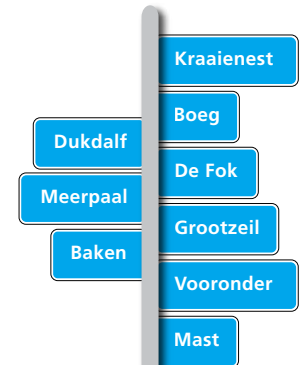 Kraaienest
Boeg
Dukdalf
De Fok
Meerpaal
Grootzeil
Baken
Vooronder
Mast